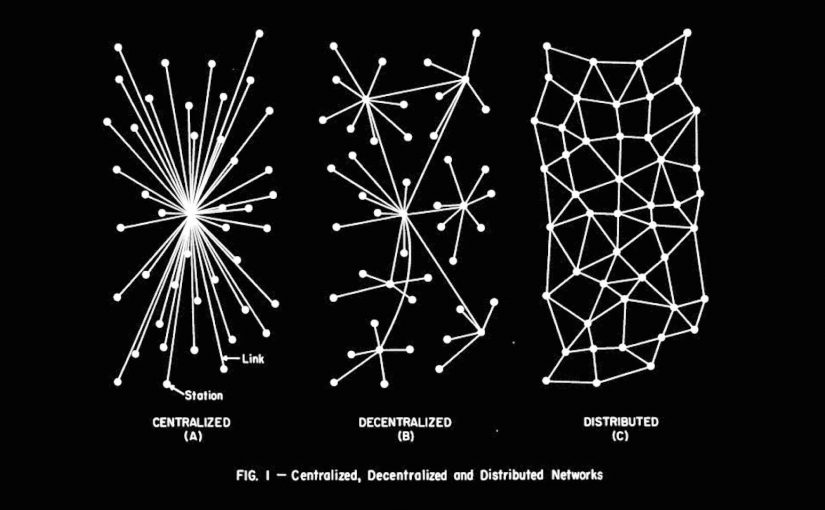 Link
Station
CENTRALIZED
(A)
DECENTRALIZED
(B)
DISTRIBUTED
(C)
FIG. I — Centralized, Decentralized and Distributed Networks